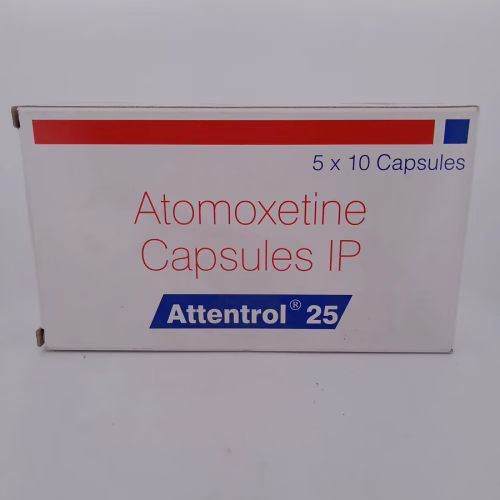 5 x 10 Capsules
Atomoxetine
Capsules IP
Attentrol® 25